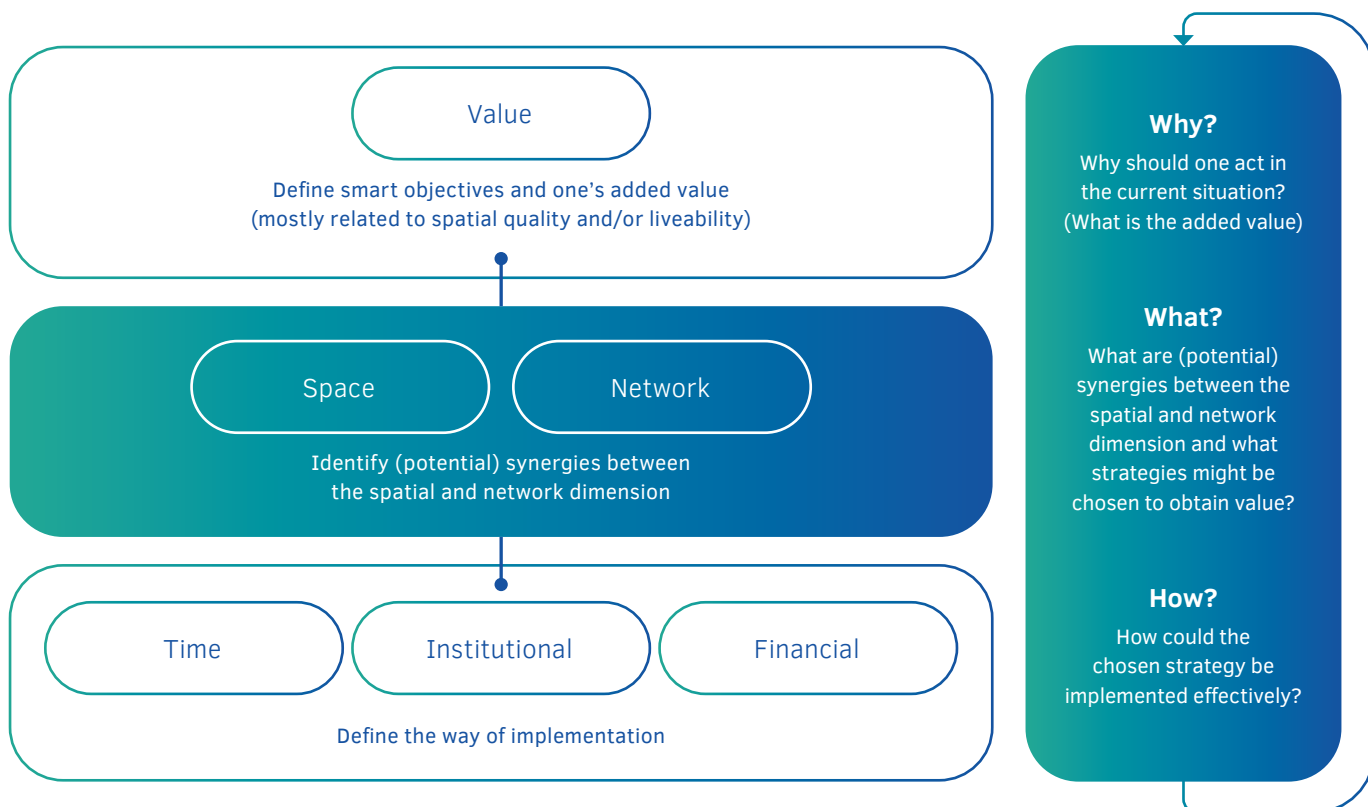 Value
Define smart objectives and one's added value
(mostly related to spatial quality and/or liveability)
Space
Network
Identify (potential) synergies between
the spatial and network dimension
Time
Institutional
Financial
Define the way of implementation
Why?
Why should one act in
the current situation?
(What is the added value)
What?
What are (potential)
synergies between the
spatial and network
dimension and what
strategies might be
chosen to obtain value?
How?
How could the
chosen strategy be
implemented effectively?